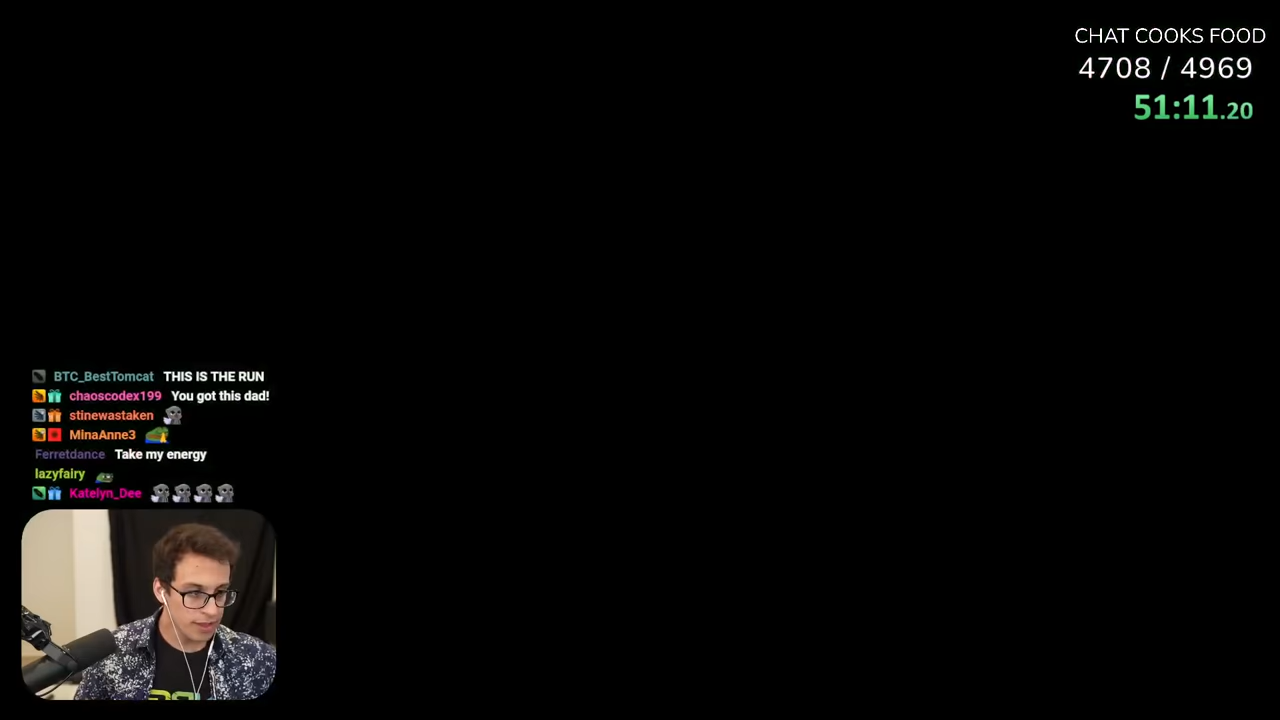 CHAT COOKS FOOD
4708 / 4969
51:11.20
BTC_BestTomcat THIS IS THE RUN
chaoscodex199 You got this dad!
stinewastaken
MinaAnne3
Ferretdance Take my energy
lazyfairy
Katelyn_Dee